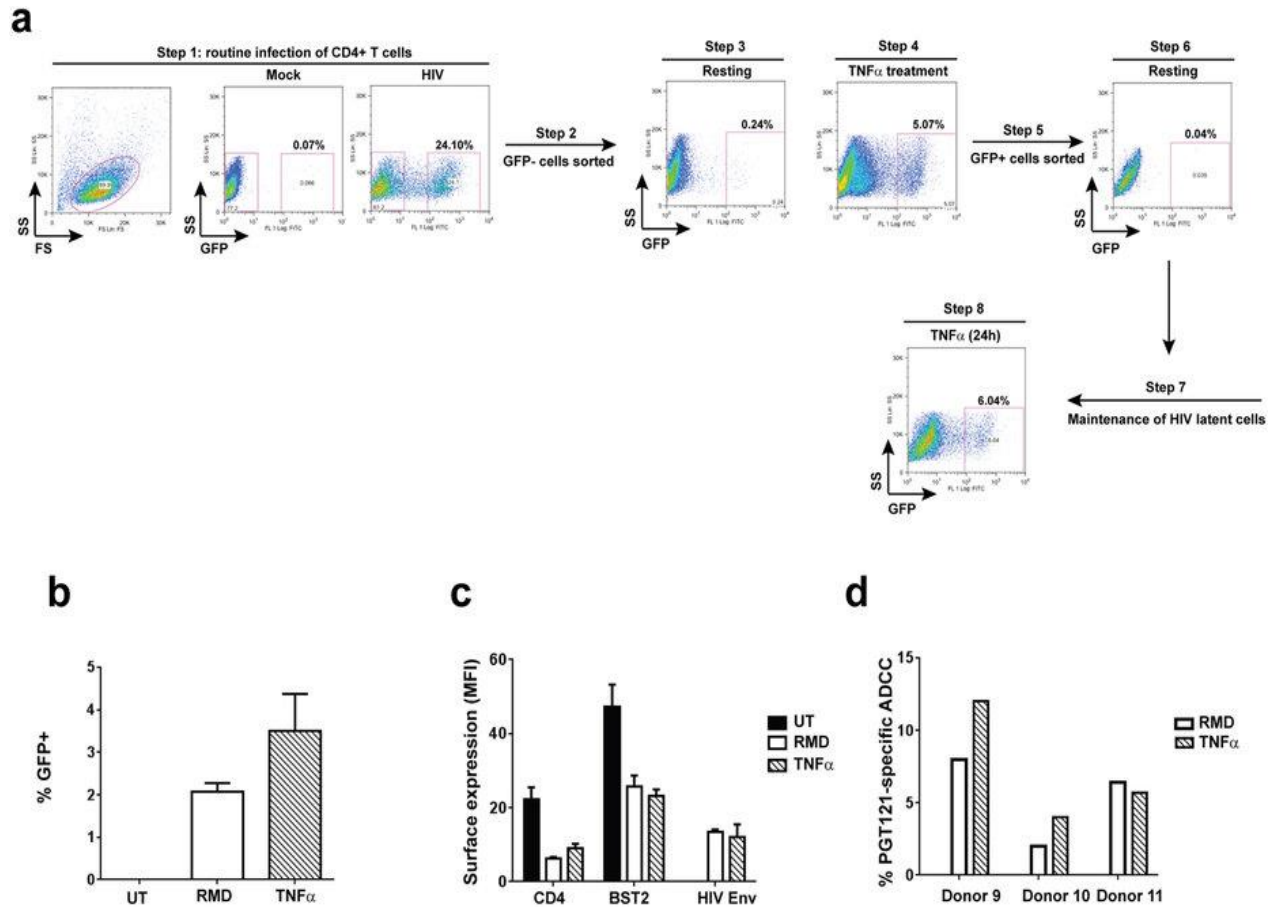 a
Step 1: routine infection of CD4+ T cells
Mock
HIV
Step 2
GFP- cells sorted
Step 3
Resting
Step 4
TNFα treatment
Step 5
GFP+ cells sorted
Step 6
Resting
0.07%
24.10%
0.24%
5.07%
0.04%
SS
FS
SS
GFP
SS
GFP
SS
GFP
Step 7
Maintenance of HIV latent cells
Step 8
TNFα (24h)
6.04%
SS
GFP
b
% GFP+
5
4
3
2
1
0
UT
RMD
TNFα
c
Surface expression (MFI)
60
40
20
0
CD4
BST2
HIV Env
UT
RMD
TNFα
d
% PGT121-specific ADCC
15
10
5
0
Donor 9
Donor 10
Donor 11
RMD
TNFα